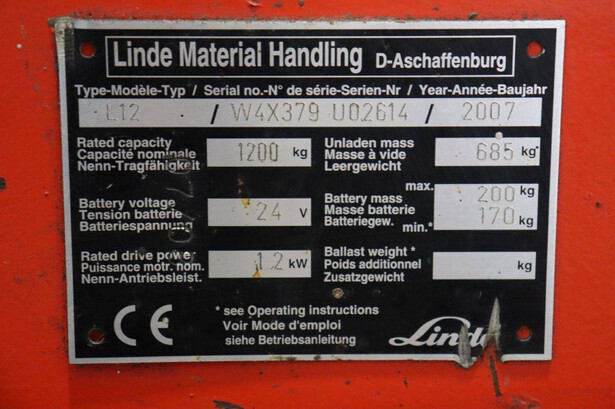 Linde Material Handling D-Aschaffenburg
Type-Modèle-Typ / Serial no.-N° de série-Serien-Nr / Year-Année-Baujahr
L12 / W4X379 U02614 / 2007
Rated capacity
Capacité nominale
Nenn-Tragfähigkeit
1200 kg
Unladen mass
Masse à vide
Leergewicht
685 kg*
Battery voltage
Tension batterie
Batteriespannung
24 V
max.
Battery mass
Masse batterie
Batteriegew.
min.*
200 kg
170 kg
Rated drive power
Puissance motr. nom.
Nenn-Antriebsleist.
1.2 kW
Ballast weight *
Poids additionnel
Zusatzgewicht
kg
CE
* see Operating instructions
Voir Mode d'emploi
siehe Betriebsanleitung
Linde